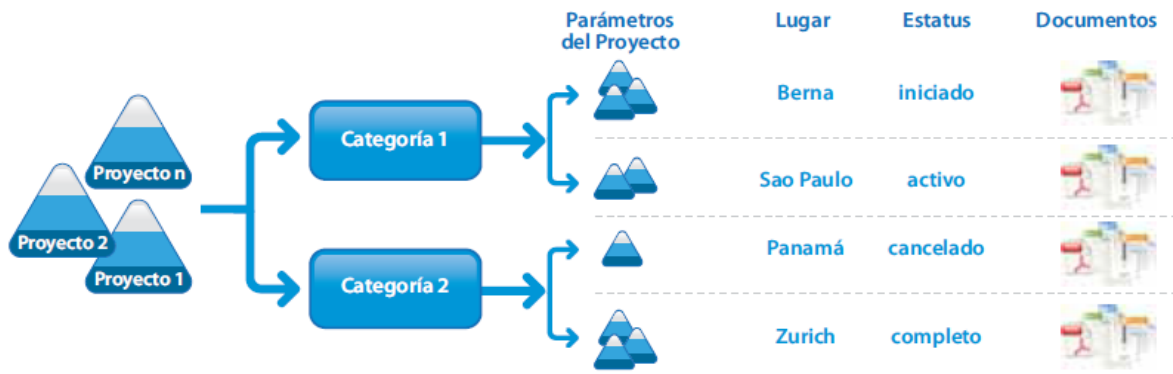 Parámetros
del Proyecto
Lugar
Estatus
Documentos
Berna
iniciado
Categoría 1
Proyecto n
Sao Paulo
activo
Proyecto 2
Proyecto 1
Panamá
cancelado
Categoría 2
Zurich
completo